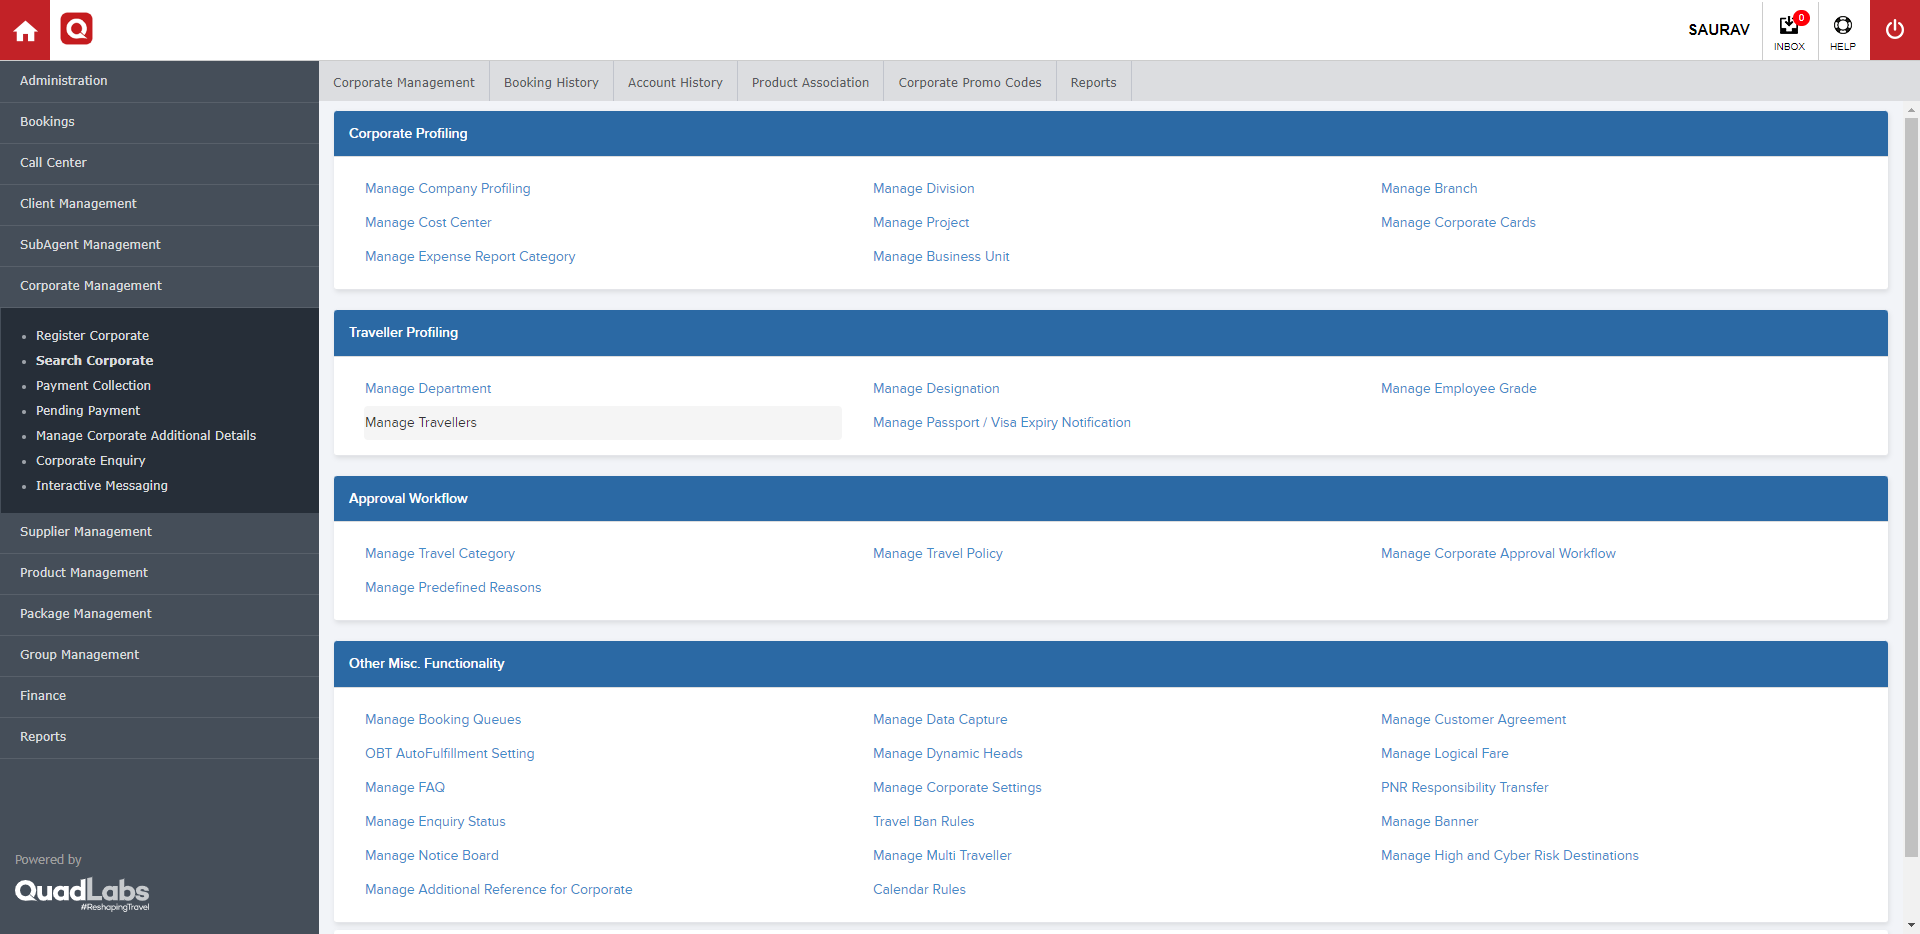 SAURAV
0
INBOX
HELP
Administration
Bookings
Call Center
Client Management
SubAgent Management
Corporate Management
Register Corporate
Search Corporate
Payment Collection
Pending Payment
Manage Corporate Additional Details
Corporate Enquiry
Interactive Messaging
Supplier Management
Product Management
Package Management
Group Management
Finance
Reports
Powered by
QuadLabs
#ReshapingTravel
Corporate Management Booking History Account History Product Association Corporate Promo Codes Reports
Corporate Profiling
Manage Company Profiling Manage Division Manage Branch
Manage Cost Center Manage Project Manage Corporate Cards
Manage Expense Report Category Manage Business Unit
Traveller Profiling
Manage Department Manage Designation Manage Employee Grade
Manage Travellers Manage Passport / Visa Expiry Notification
Approval Workflow
Manage Travel Category Manage Travel Policy Manage Corporate Approval Workflow
Manage Predefined Reasons
Other Misc. Functionality
Manage Booking Queues Manage Data Capture Manage Customer Agreement
OBT AutoFulfillment Setting Manage Dynamic Heads Manage Logical Fare
Manage FAQ Manage Corporate Settings PNR Responsibility Transfer
Manage Enquiry Status Travel Ban Rules Manage Banner
Manage Notice Board Manage Multi Traveller Manage High and Cyber Risk Destinations
Manage Additional Reference for Corporate Calendar Rules